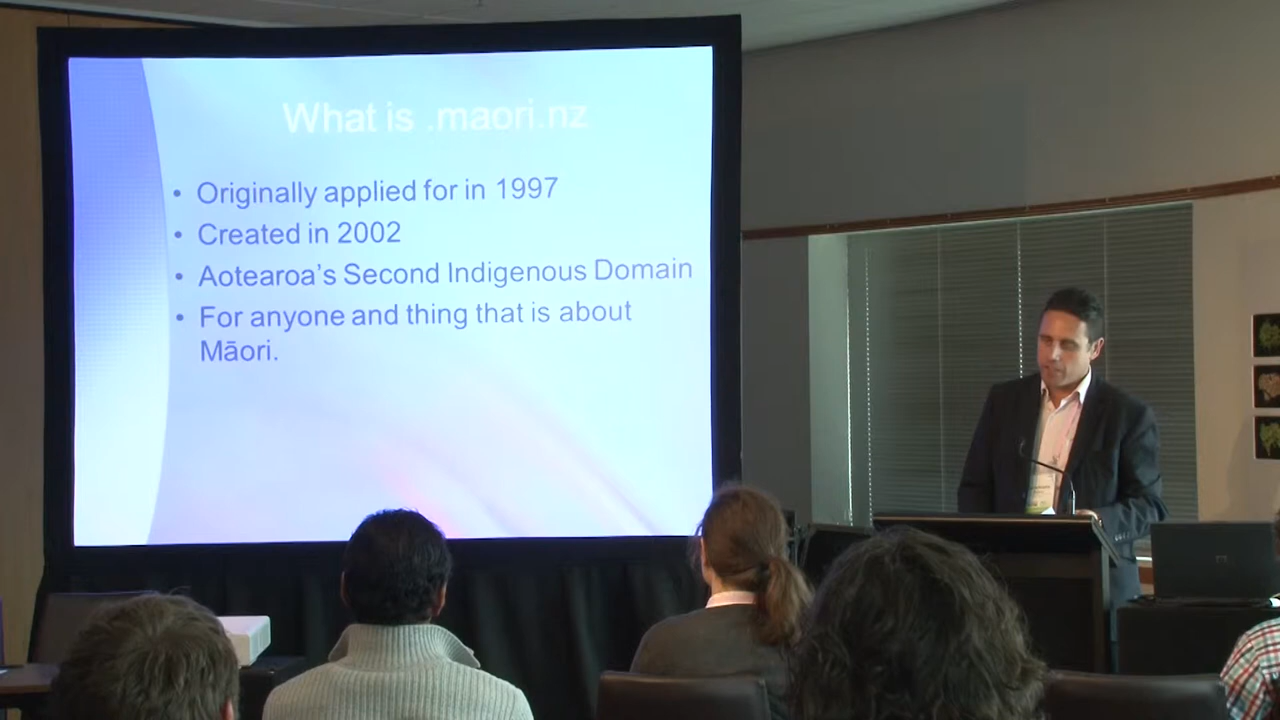 What is .maori.nz
• Originally applied for in 1997
• Created in 2002
• Aotearoa's Second Indigenous Domain
• For anyone and thing that is about
Māori.